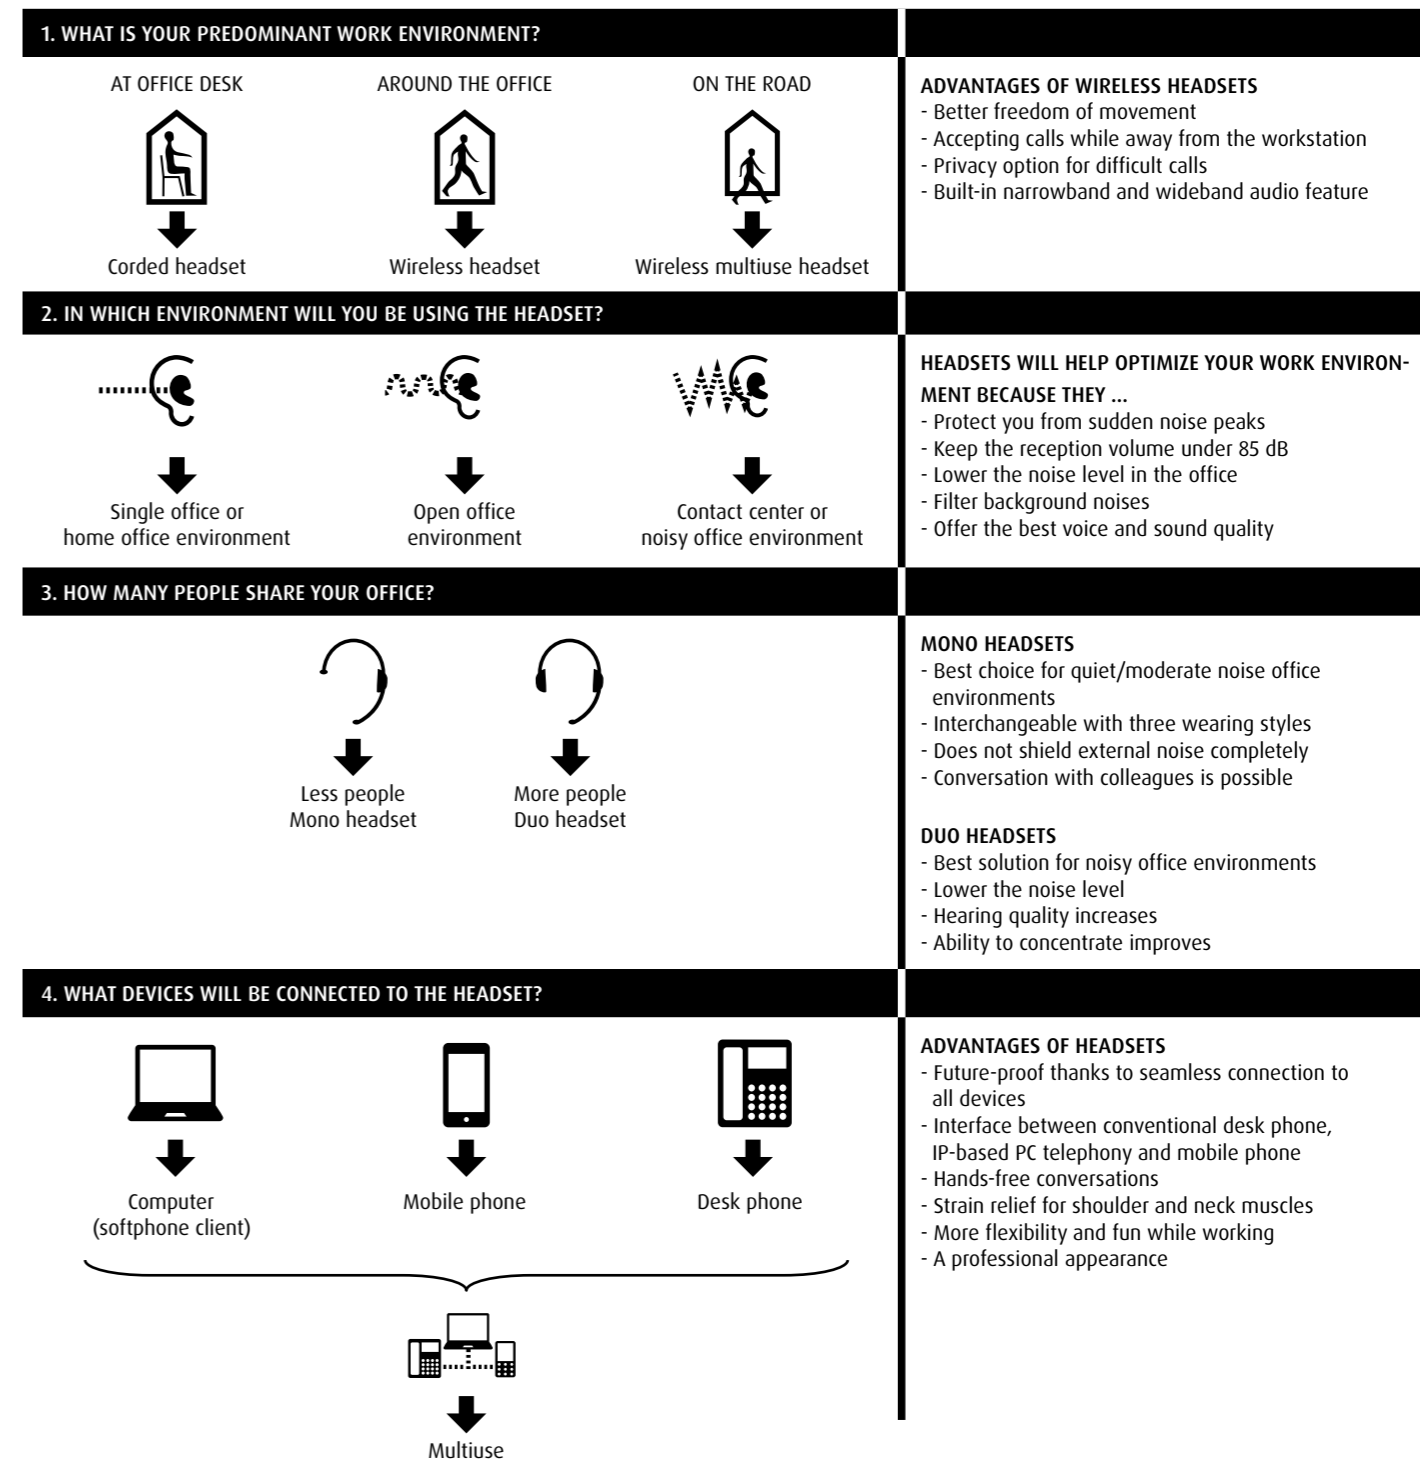 1. WHAT IS YOUR PREDOMINANT WORK ENVIRONMENT?
AT OFFICE DESK
AROUND THE OFFICE
ON THE ROAD
Corded headset
Wireless headset
Wireless multiuse headset
ADVANTAGES OF WIRELESS HEADSETS
- Better freedom of movement
- Accepting calls while away from the workstation
- Privacy option for difficult calls
- Built-in narrowband and wideband audio feature
2. IN WHICH ENVIRONMENT WILL YOU BE USING THE HEADSET?
Single office or
home office environment
Open office
environment
Contact center or
noisy office environment
HEADSETS WILL HELP OPTIMIZE YOUR WORK ENVIRON-
MENT BECAUSE THEY ...
- Protect you from sudden noise peaks
- Keep the reception volume under 85 dB
- Lower the noise level in the office
- Filter background noises
- Offer the best voice and sound quality
3. HOW MANY PEOPLE SHARE YOUR OFFICE?
Less people
Mono headset
More people
Duo headset
MONO HEADSETS
- Best choice for quiet/moderate noise office
environments
- Interchangeable with three wearing styles
- Does not shield external noise completely
- Conversation with colleagues is possible
DUO HEADSETS
- Best solution for noisy office environments
- Lower the noise level
- Hearing quality increases
- Ability to concentrate improves
4. WHAT DEVICES WILL BE CONNECTED TO THE HEADSET?
Computer
(softphone client)
Mobile phone
Desk phone
Multiuse
ADVANTAGES OF HEADSETS
- Future-proof thanks to seamless connection to
all devices
- Interface between conventional desk phone,
IP-based PC telephony and mobile phone
- Hands-free conversations
- Strain relief for shoulder and neck muscles
- More flexibility and fun while working
- A professional appearance